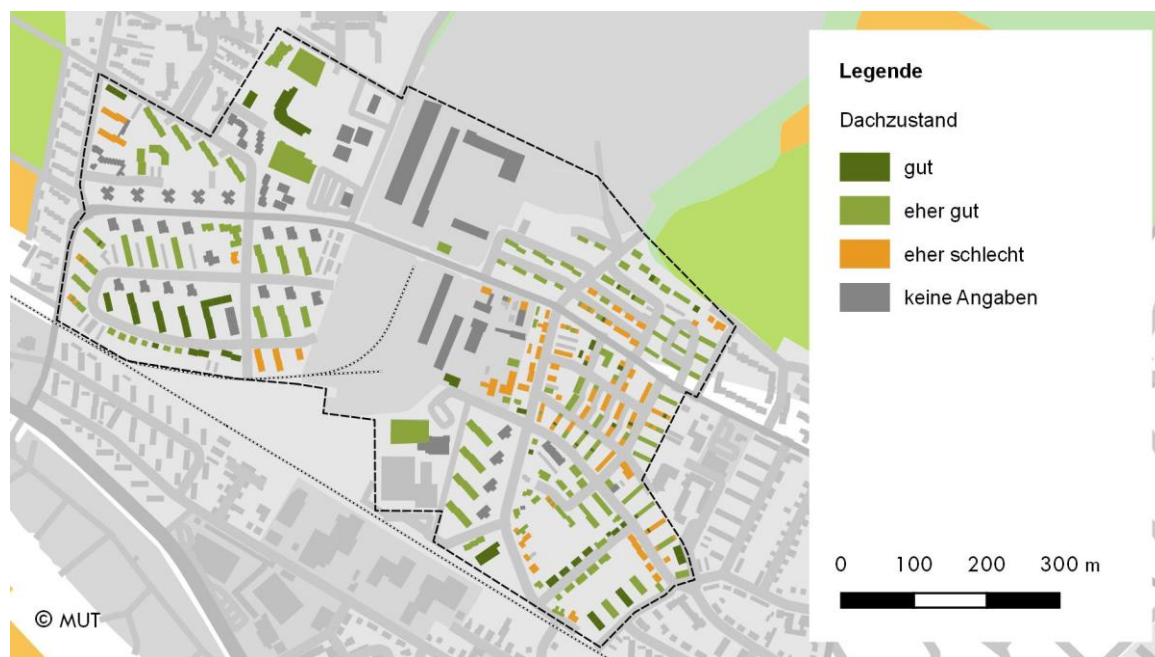 Legende
Dachzustand
gut
eher gut
eher schlecht
keine Angaben
0 100 200 300 m
© MUT